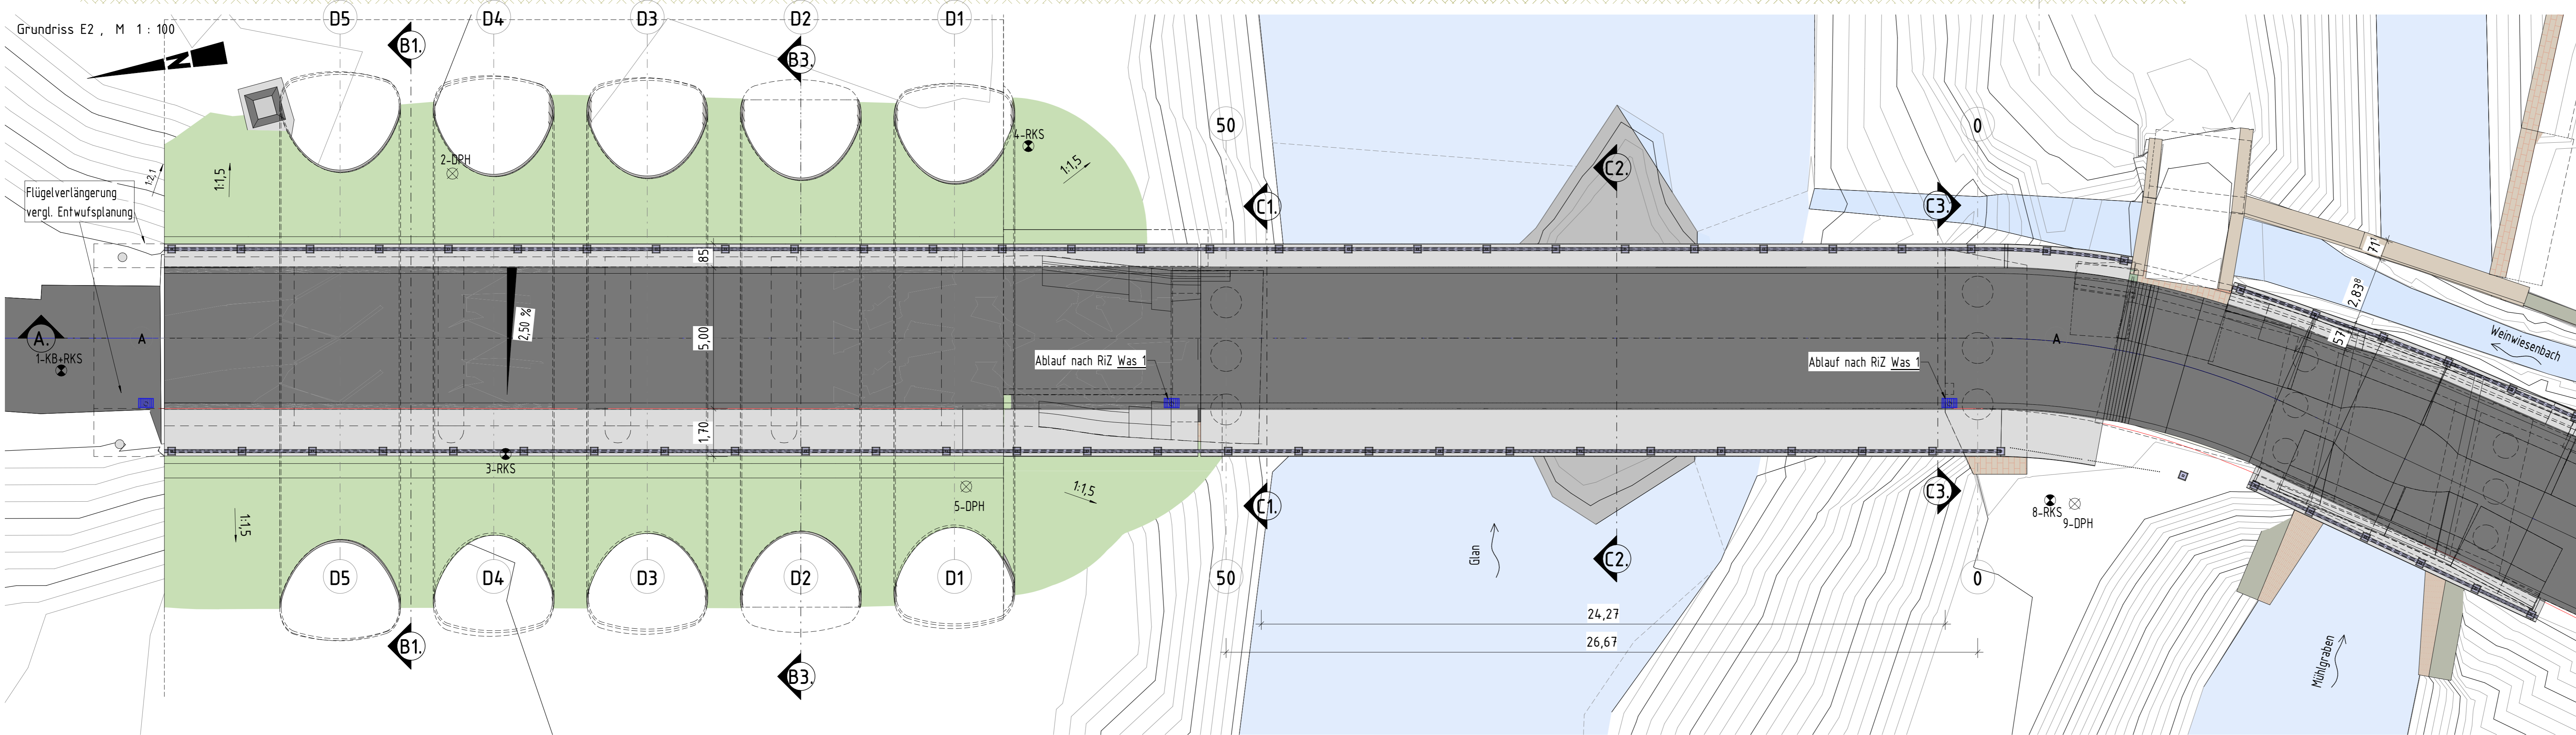 Grundriss E2 , M 1 : 100
N
D5
D4
D3
D2
D1
B1.
B3.
4-RKS
2-DPH
1:2,1
1:1,5
1:1,5
Flügelverlängerung
vergl. Entwufsplanung
50
0
C1.
C2.
C3.
85
71¹
2,83⁸
57
Weinwiesenbach
A.
A
1-KB+RKS
2,50 %
5,00
Ablauf nach RiZ Was 1
Ablauf nach RiZ Was 1
A
1,70
3-RKS
5-DPH
1:1,5
1:1,5
C1.
C3.
8-RKS
9-DPH
Glan
C2.
D5
D4
D3
D2
D1
50
0
24,27
26,67
B1.
B3.
Mühlgraben